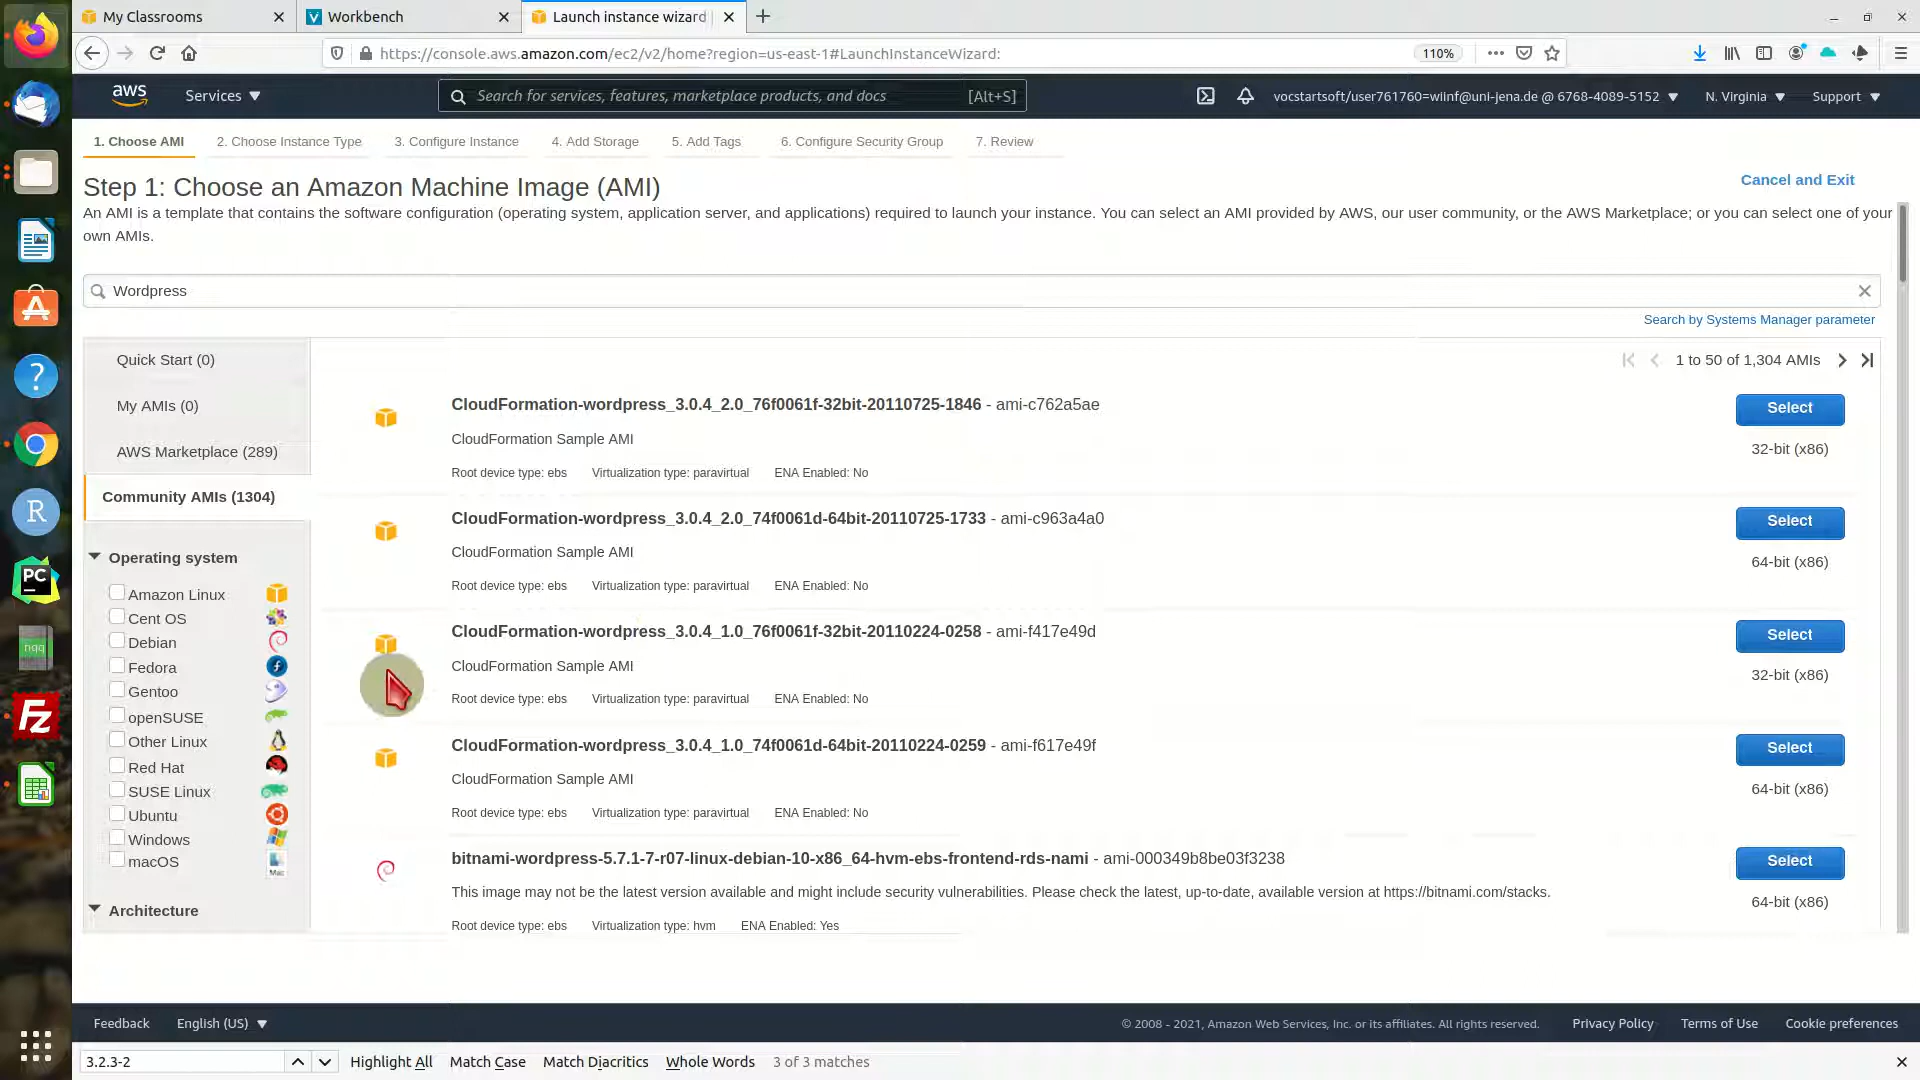 My Classrooms
Workbench
Launch instance wizard
https://console.aws.amazon.com/ec2/v2/home?region=us-east-1#LaunchInstanceWizard:
110%
aws
Services
Search for services, features, marketplace products, and docs
[Alt+S]
vocstartsoft/user761760=wiinf@uni-jena.de @ 6768-4089-5152
N. Virginia
Support
1. Choose AMI
2. Choose Instance Type
3. Configure Instance
4. Add Storage
5. Add Tags
6. Configure Security Group
7. Review
Step 1: Choose an Amazon Machine Image (AMI)
Cancel and Exit
An AMI is a template that contains the software configuration (operating system, application server, and applications) required to launch your instance. You can select an AMI provided by AWS, our user community, or the AWS Marketplace; or you can select one of your
own AMIs.
Wordpress
Search by Systems Manager parameter
Quick Start (0)
My AMIs (0)
AWS Marketplace (289)
Community AMIs (1304)
Operating system
Amazon Linux
Cent OS
Debian
Fedora
Gentoo
openSUSE
Other Linux
Red Hat
SUSE Linux
Ubuntu
Windows
macOS
Mac
Architecture
1 to 50 of 1,304 AMIs
CloudFormation-wordpress_3.0.4_2.0_76f0061f-32bit-20110725-1846 - ami-c762a5ae
CloudFormation Sample AMI
Root device type: ebs Virtualization type: paravirtual ENA Enabled: No
Select
32-bit (x86)
CloudFormation-wordpress_3.0.4_2.0_74f0061d-64bit-20110725-1733 - ami-c963a4a0
CloudFormation Sample AMI
Root device type: ebs Virtualization type: paravirtual ENA Enabled: No
Select
64-bit (x86)
CloudFormation-wordpress_3.0.4_1.0_76f0061f-32bit-20110224-0258 - ami-f417e49d
CloudFormation Sample AMI
Root device type: ebs Virtualization type: paravirtual ENA Enabled: No
Select
32-bit (x86)
CloudFormation-wordpress_3.0.4_1.0_74f0061d-64bit-20110224-0259 - ami-f617e49f
CloudFormation Sample AMI
Root device type: ebs Virtualization type: paravirtual ENA Enabled: No
Select
64-bit (x86)
bitnami-wordpress-5.7.1-7-r07-linux-debian-10-x86_64-hvm-ebs-frontend-rds-nami - ami-000349b8be03f3238
This image may not be the latest version available and might include security vulnerabilities. Please check the latest, up-to-date, available version at https://bitnami.com/stacks.
Root device type: ebs Virtualization type: hvm ENA Enabled: Yes
Select
64-bit (x86)
R
PC
nqq
Fz
Feedback
English (US)
© 2008 - 2021, Amazon Web Services, Inc. or its affiliates. All rights reserved.
Privacy Policy
Terms of Use
Cookie preferences
3.2.3-2
Highlight All
Match Case
Match Diacritics
Whole Words
3 of 3 matches